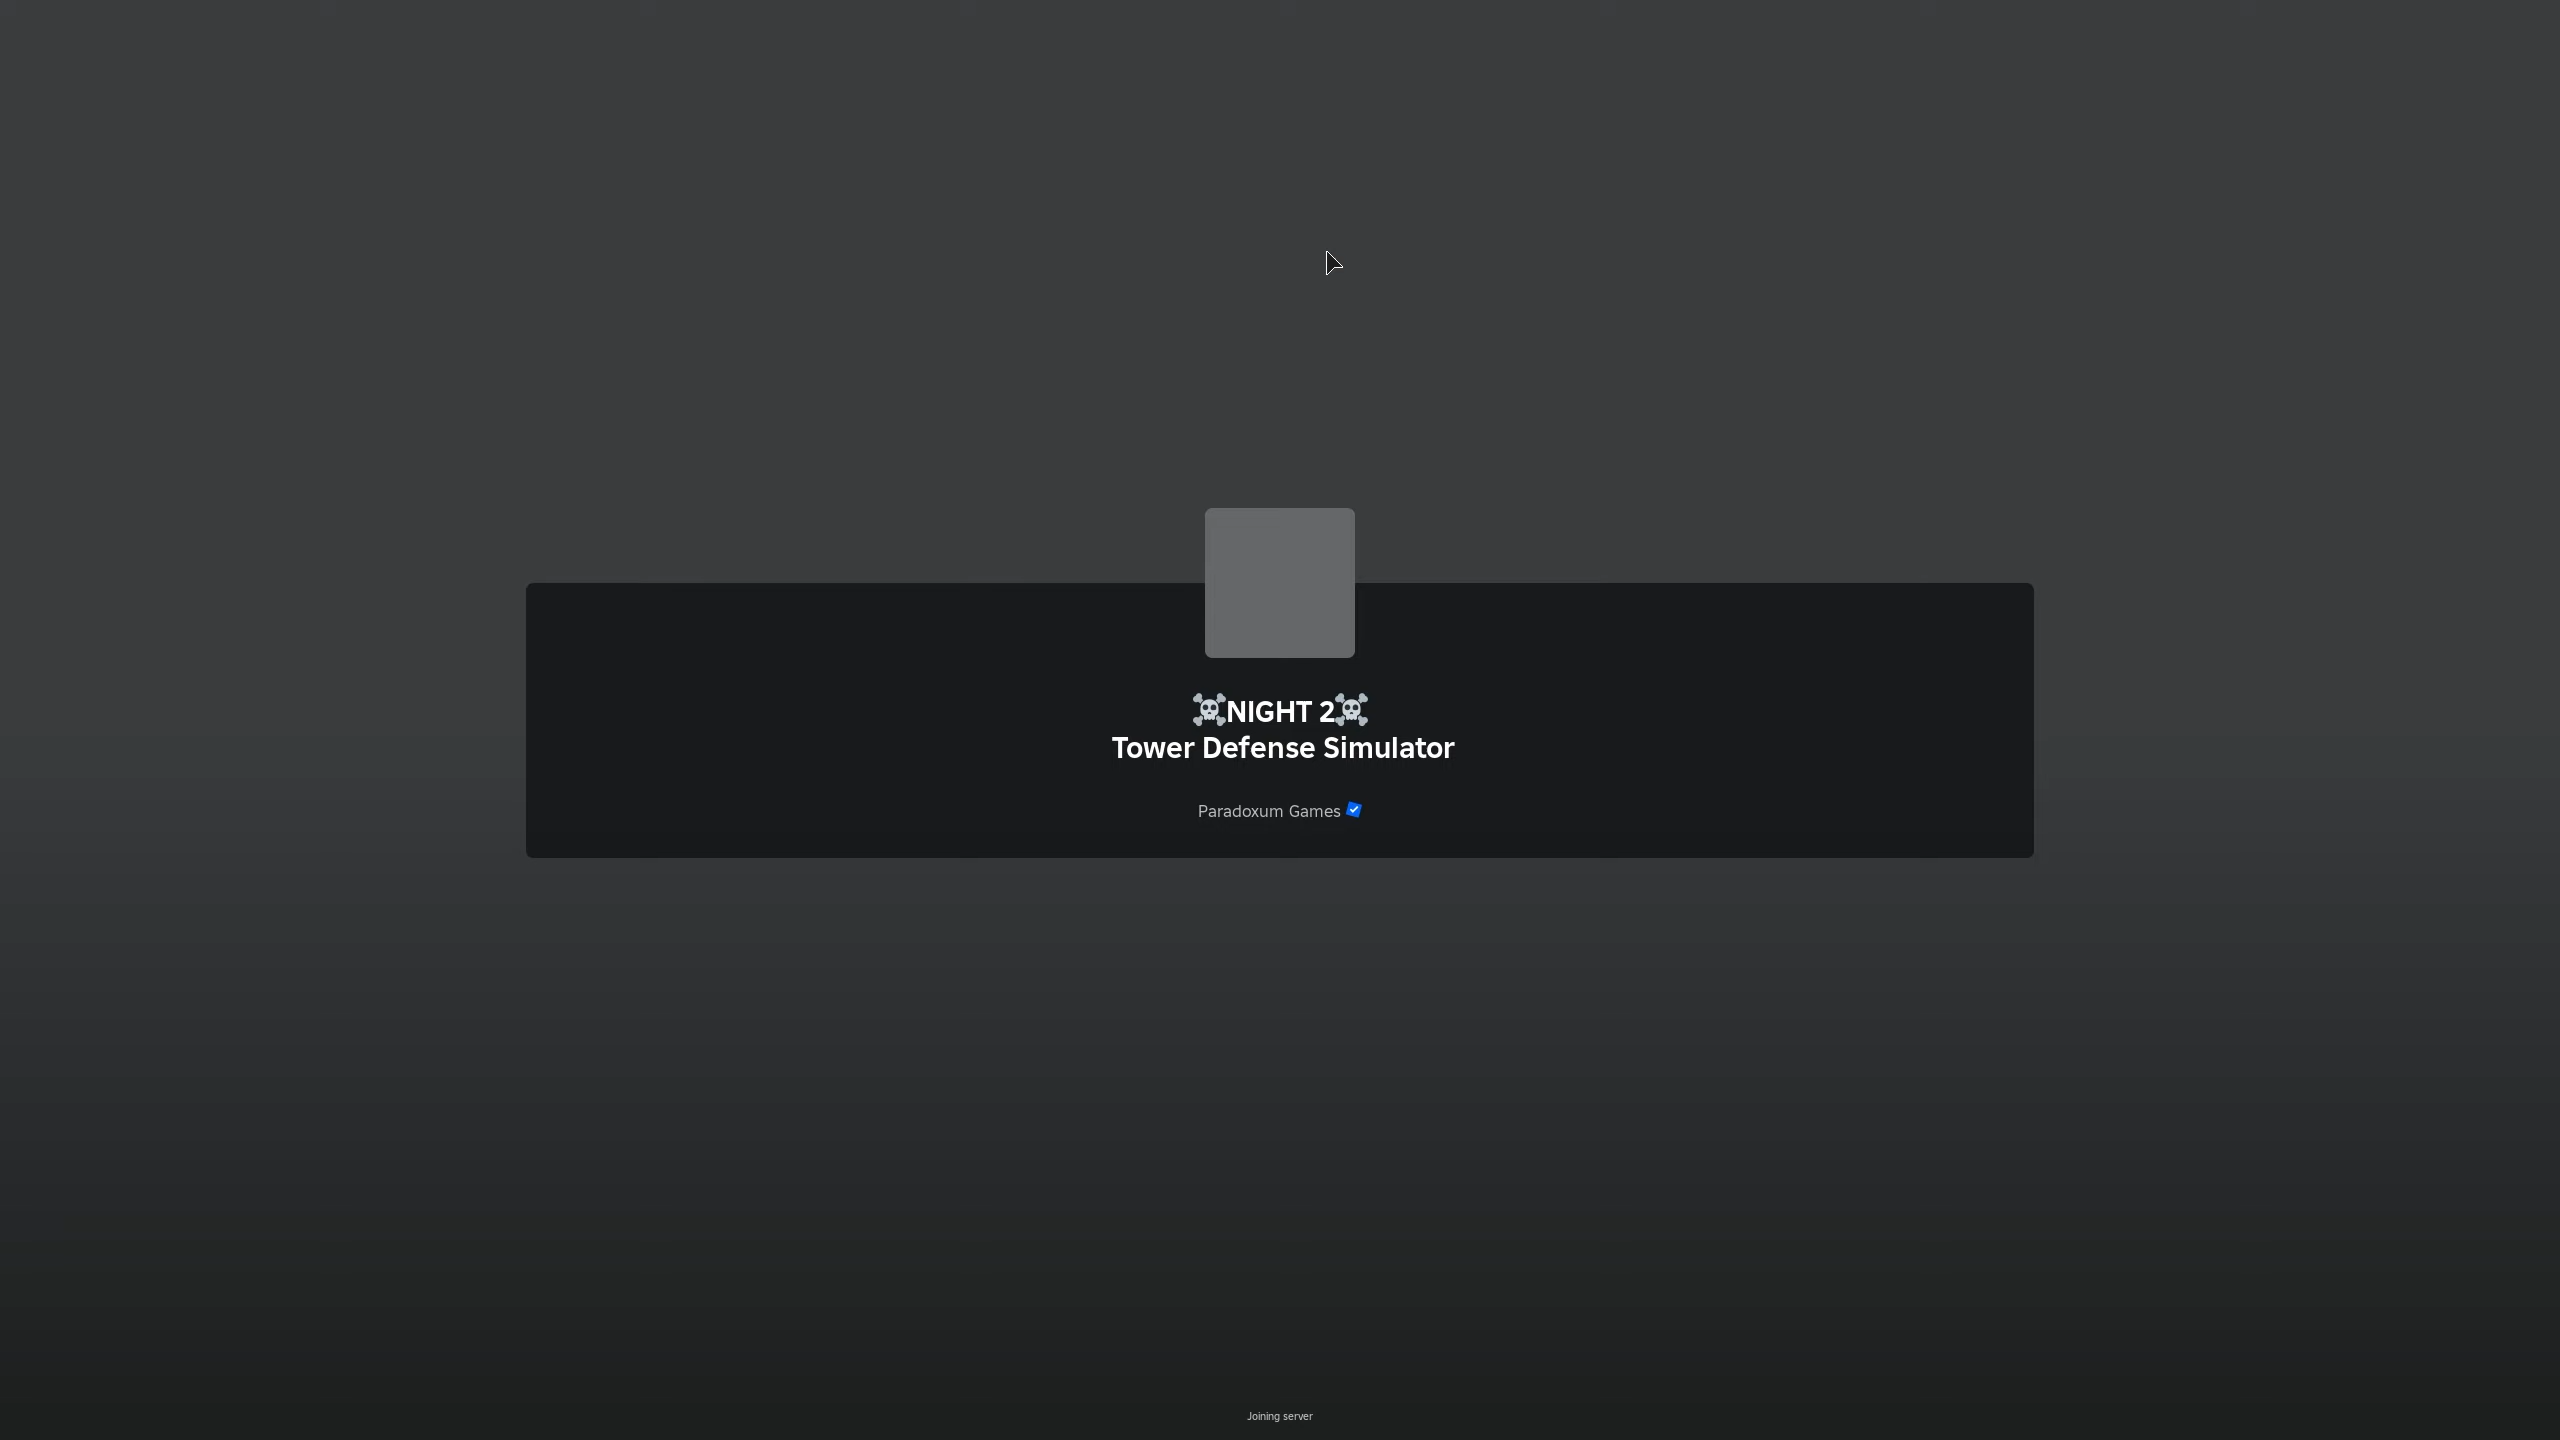 ☠️NIGHT 2☠️
Tower Defense Simulator
Paradoxum Games
Joining server